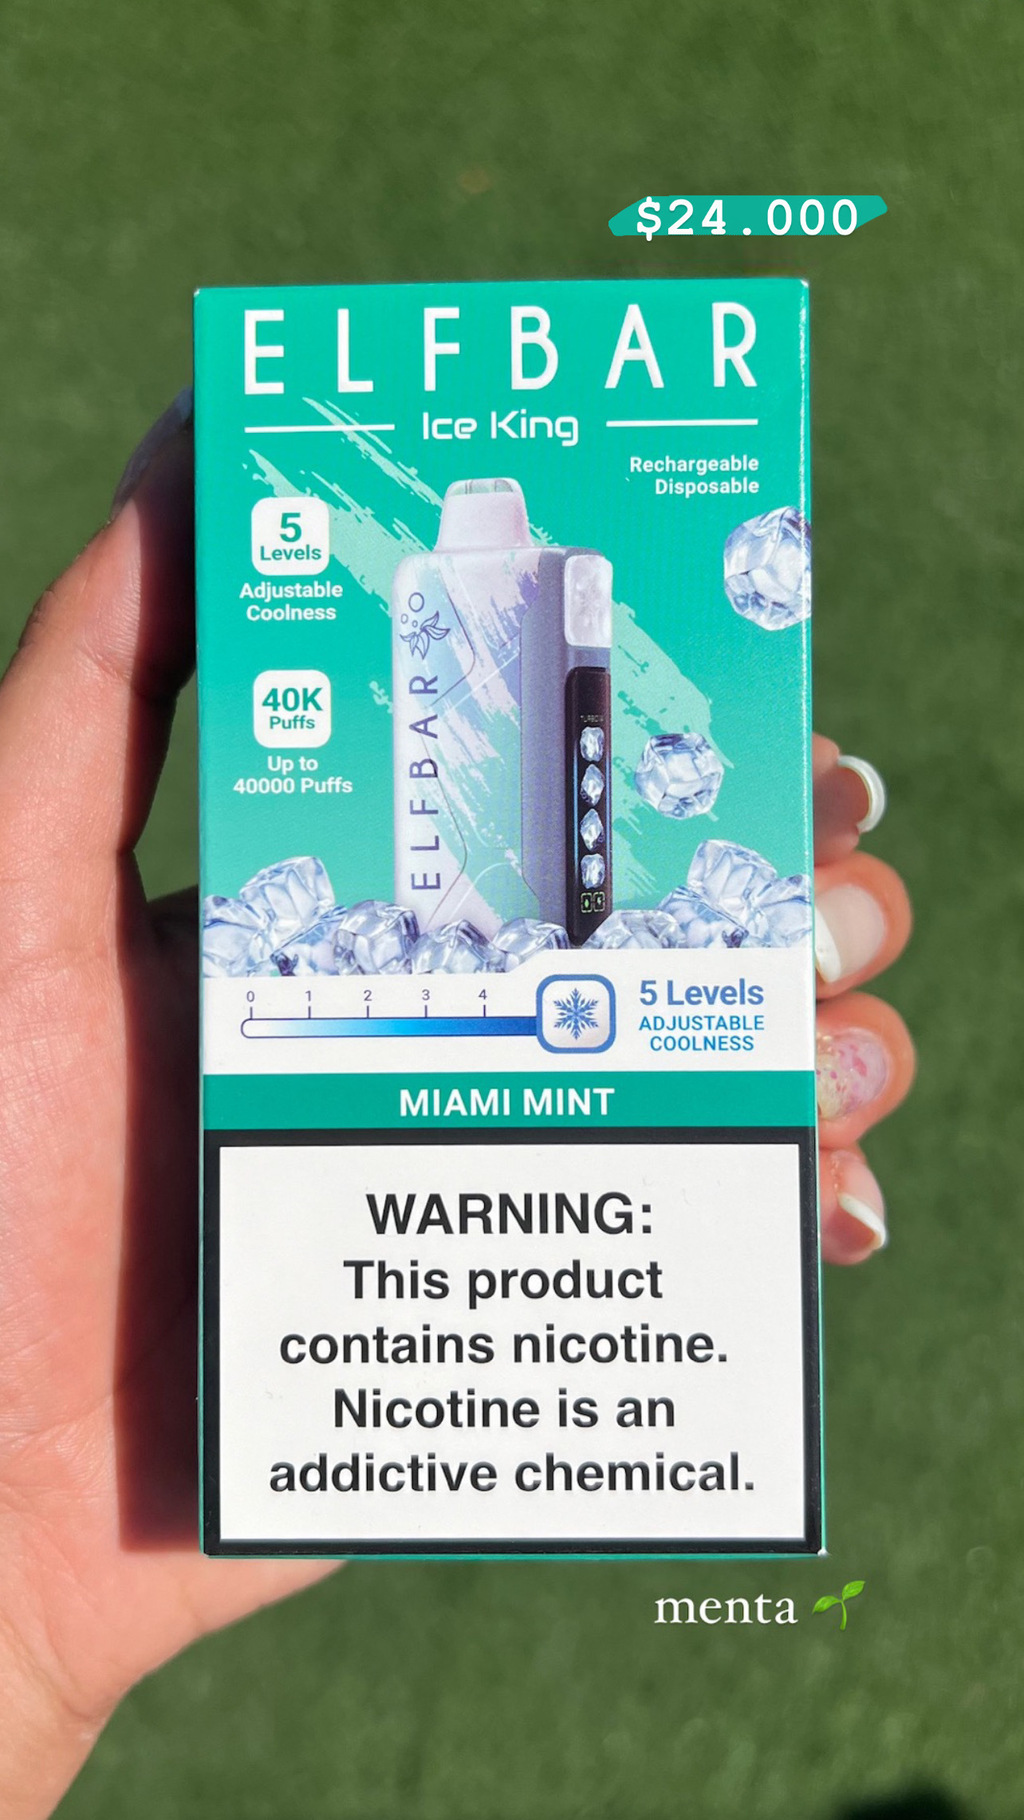 $24.000
ELFBAR
Ice King
Rechargeable
Disposable
5
Levels
Adjustable
Coolness
40K
Puffs
Up to
40000 Puffs
TURBO
ELFBAR
0 1 2 3 4
5 Levels
ADJUSTABLE
COOLNESS
MIAMI MINT
WARNING:
This product
contains nicotine.
Nicotine is an
addictive chemical.
menta 🌱